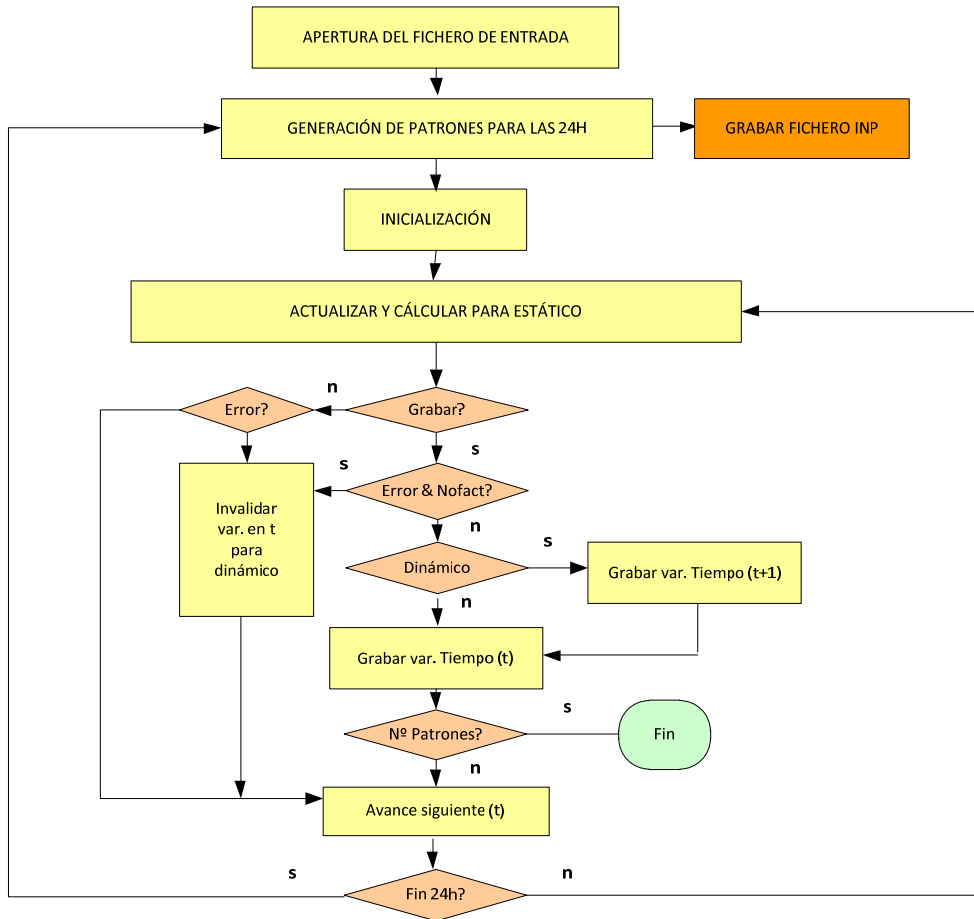 APERTURA DEL FICHERO DE ENTRADA
GENERACIÓN DE PATRONES PARA LAS 24H
GRABAR FICHERO INP
INICIALIZACIÓN
ACTUALIZAR Y CÁLCULAR PARA ESTÁTICO
n
Error?
Grabar?
s
s
Error & Nofact?
Invalidar
var. en t
para
dinámico
n
s
Dinámico
Grabar var. Tiempo (t+1)
n
Grabar var. Tiempo (t)
s
Nº Patrones?
Fin
n
Avance siguiente (t)
s
Fin 24h?
n